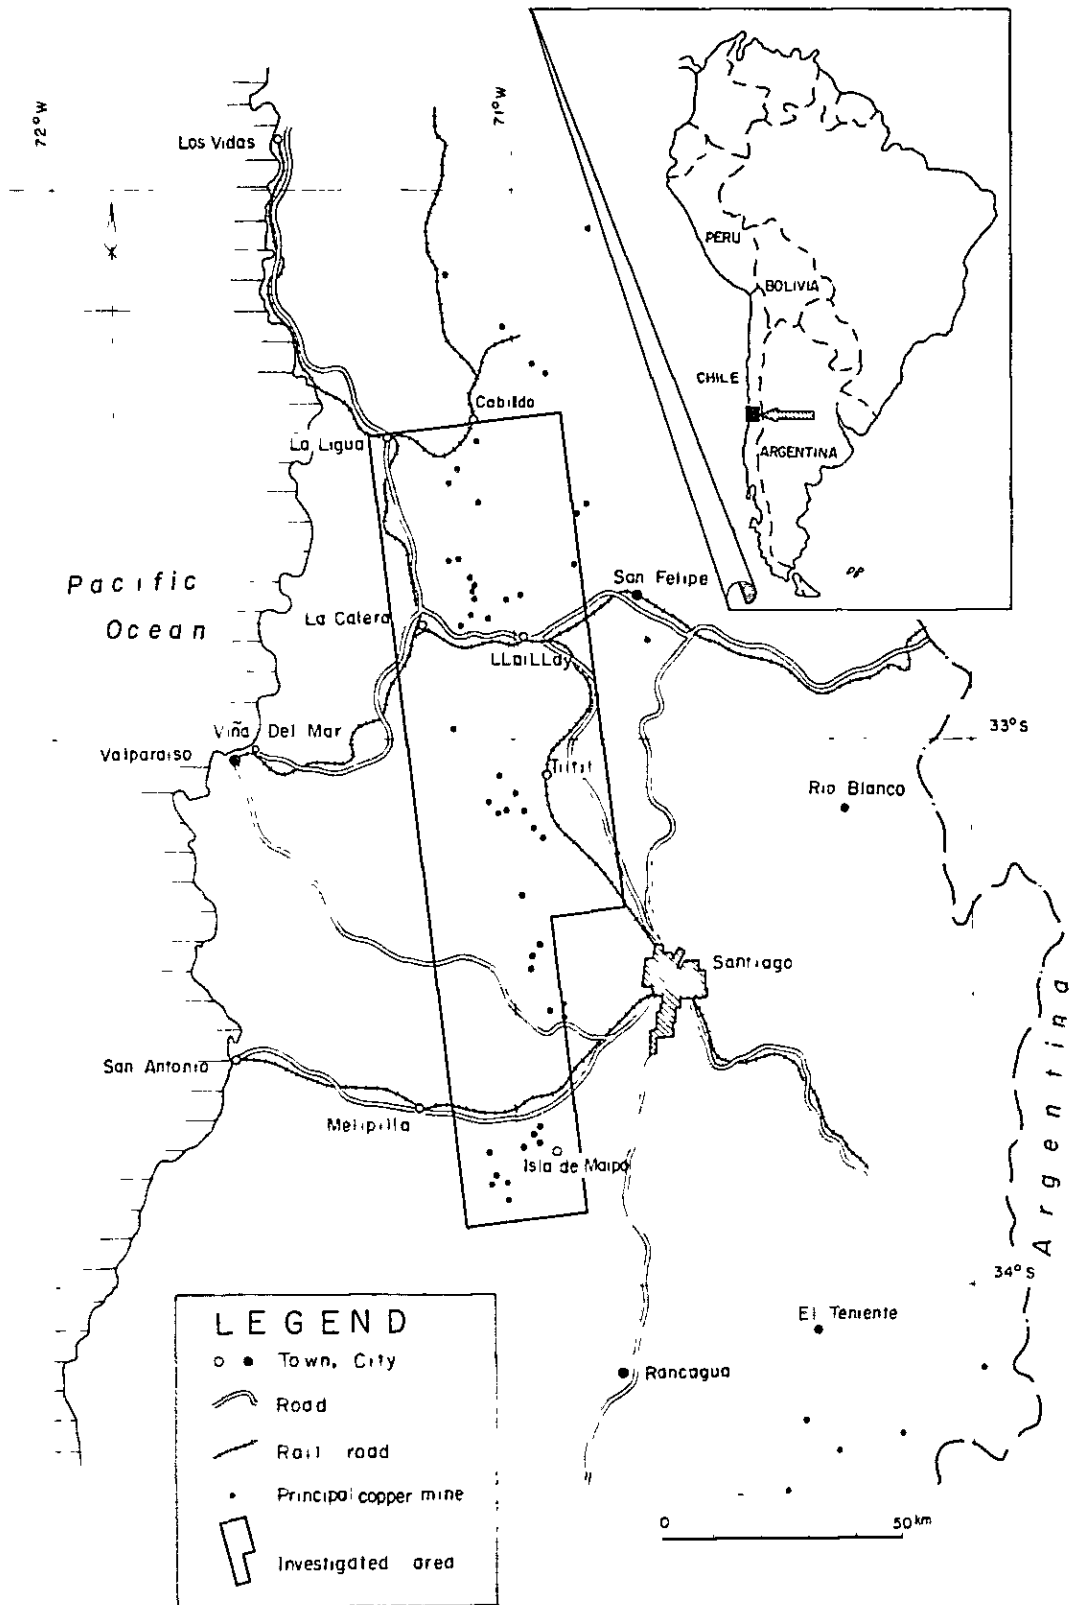 72°W
71°W
Los Vidas
PERU
BOLIVIA
CHILE
ARGENTINA
Cabildo
La Ligua
Pacific
Ocean
San Felipe
La Calera
LLaiLLay
33°S
Viña Del Mar
Valparaiso
Tiltil
Rio Blanco
Santiago
San Antonio
Melipilla
Isla de Maipo
Argentina
34°S
El Teniente
Rancagua
LEGEND
Town, City
Road
Rail road
Principal copper mine
Investigated area
0 50km